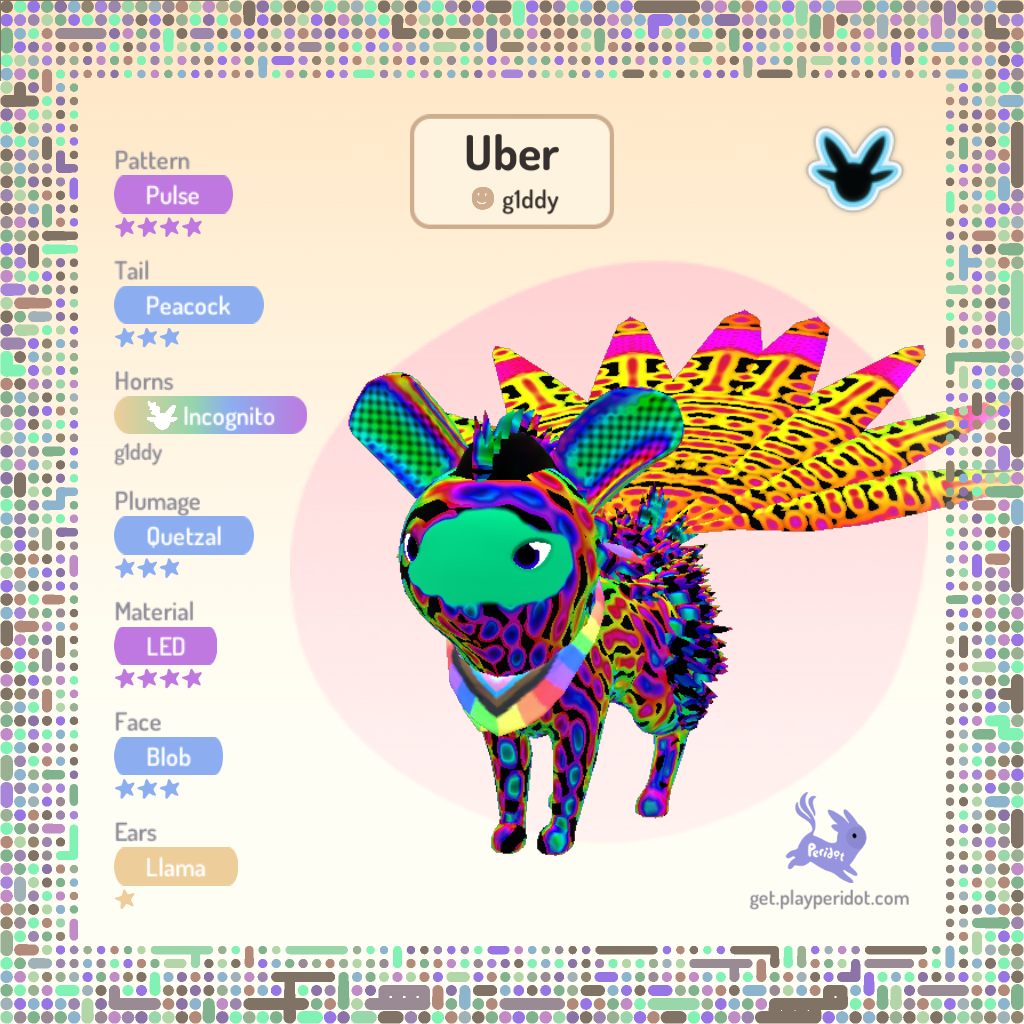 Uber
g1ddy
Pattern
Pulse
Tail
Peacock
Horns
Incognito
g1ddy
Plumage
Quetzal
Material
LED
Face
Blob
Ears
Llama
Peridot
get.playperidot.com